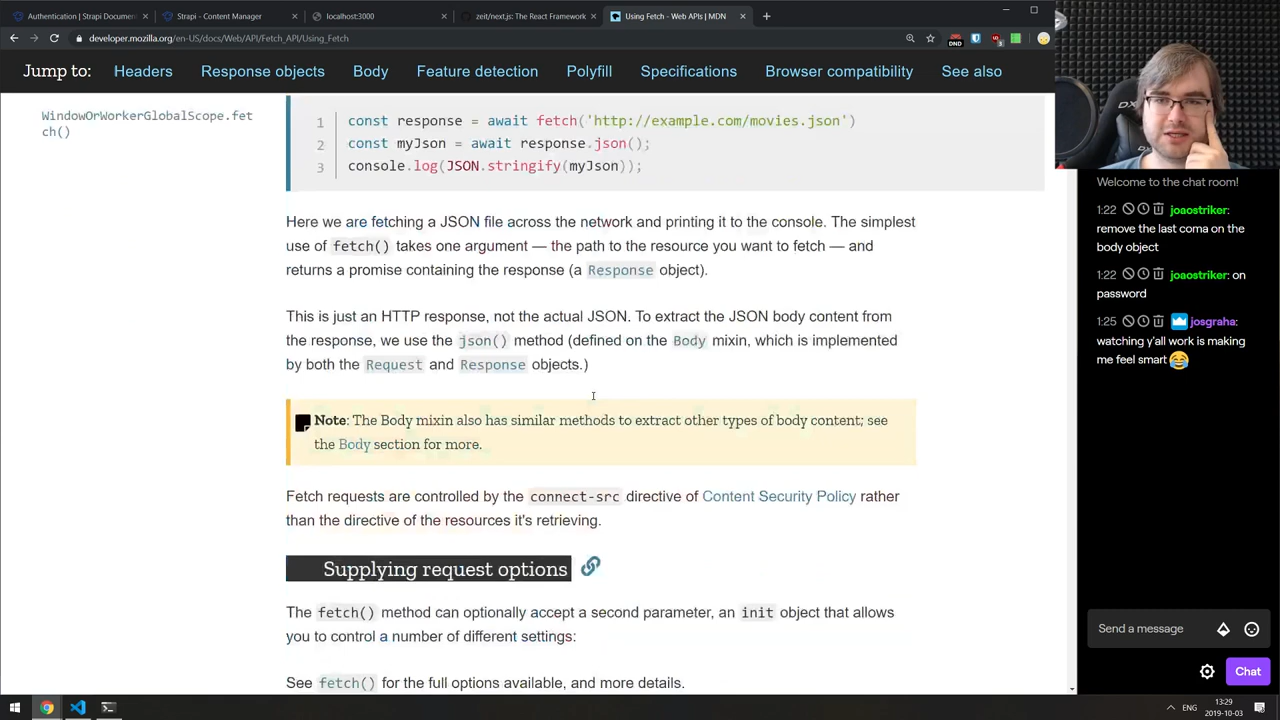 Authentication | Strapi Documen
Strapi - Content Manager
localhost:3000
zeit/next.js: The React Framework
Using Fetch - Web APIs | MDN
developer.mozilla.org/en-US/docs/Web/API/Fetch_API/Using_Fetch
DND
Jump to: Headers Response objects Body Feature detection Polyfill Specifications Browser compatibility See also
WindowOrWorkerGlobalScope.fet
ch()
1 const response = await fetch('http://example.com/movies.json')
2 const myJson = await response.json();
3 console.log(JSON.stringify(myJson));
Here we are fetching a JSON file across the network and printing it to the console. The simplest
use of fetch() takes one argument — the path to the resource you want to fetch — and
returns a promise containing the response (a Response object).
This is just an HTTP response, not the actual JSON. To extract the JSON body content from
the response, we use the json() method (defined on the Body mixin, which is implemented
by both the Request and Response objects.)
Note: The Body mixin also has similar methods to extract other types of body content; see
the Body section for more.
Fetch requests are controlled by the connect-src directive of Content Security Policy rather
than the directive of the resources it's retrieving.
Supplying request options
The fetch() method can optionally accept a second parameter, an init object that allows
you to control a number of different settings:
See fetch() for the full options available, and more details.
Welcome to the chat room!
1:22 joaostriker:
remove the last coma on the
body object
1:22 joaostriker: on
password
1:25 josgraha:
watching y'all work is making
me feel smart
Send a message
Chat
ENG
13:29
2019-10-03